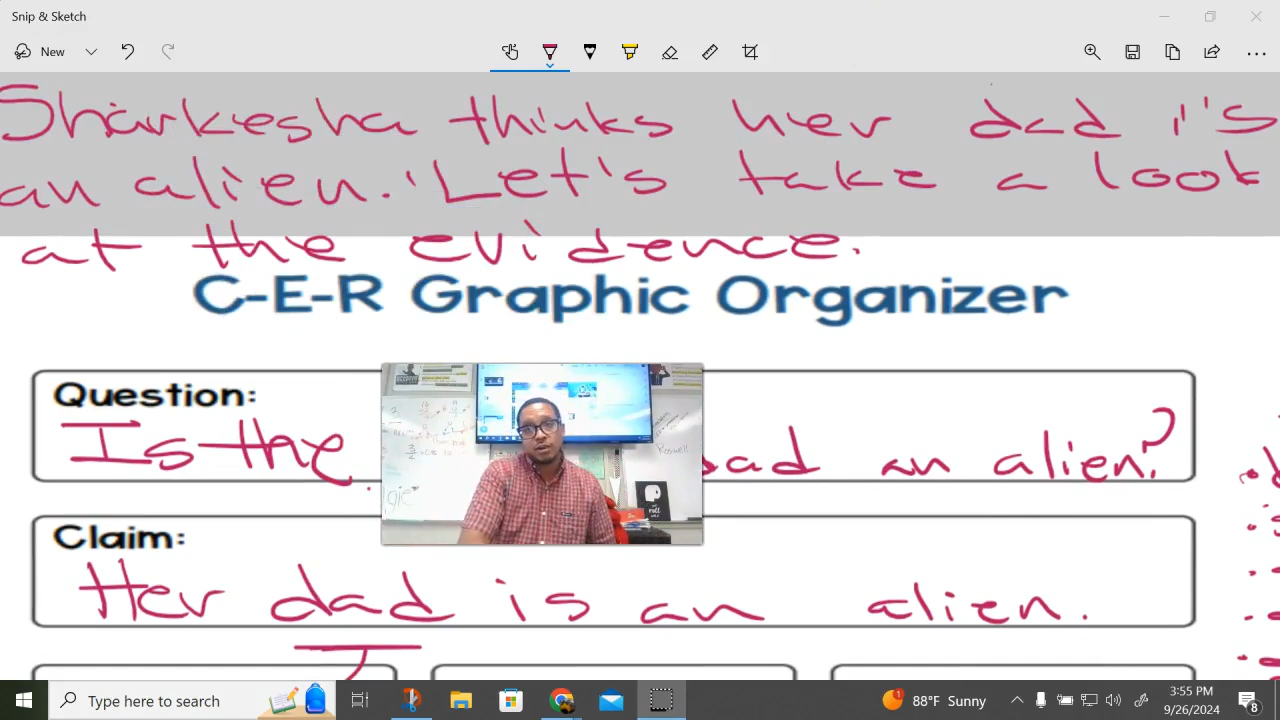 Snip & Sketch
New
Sharkesha thinks her dad is
an alien. Let's take a look
at the evidence.
C-E-R Graphic Organizer
Question:
Is the dad an alien?
Claim:
Her dad is an alien.
Type here to search
88°F Sunny
3:55 PM
9/26/2024
8